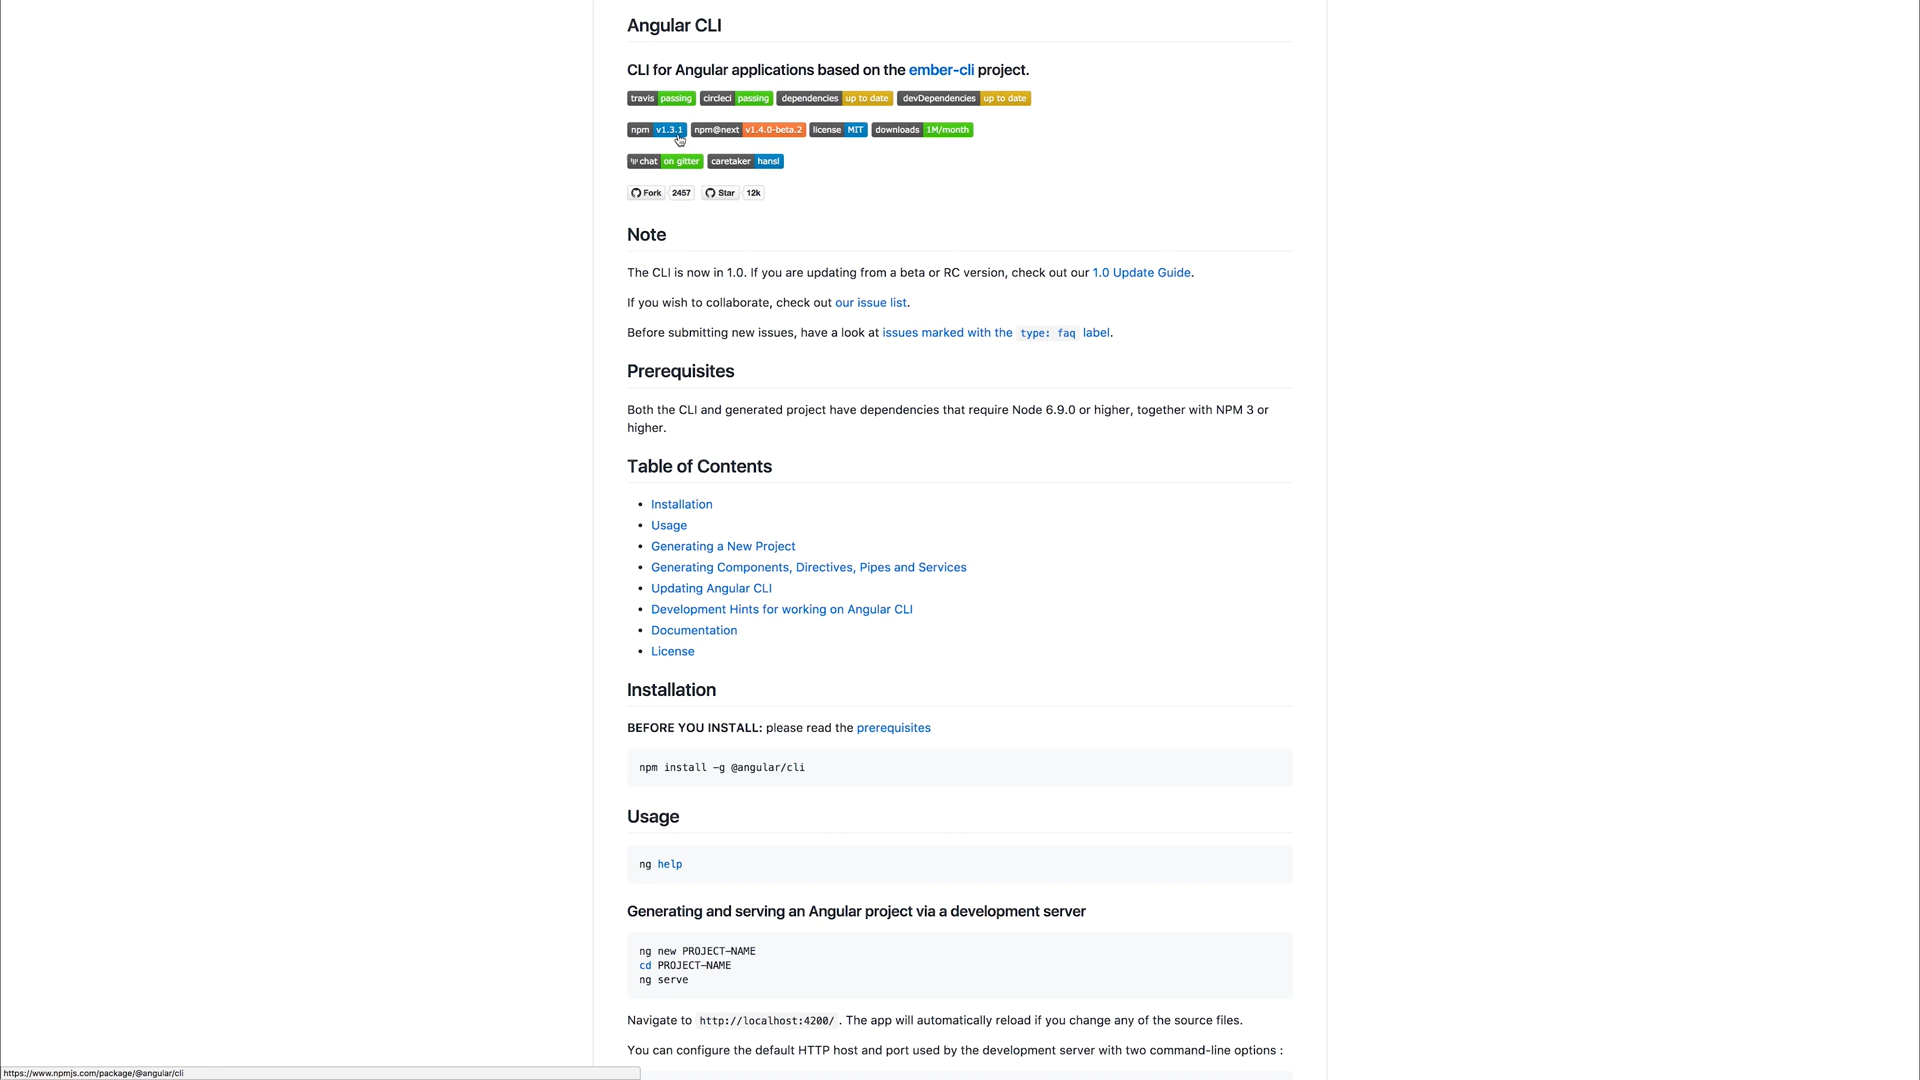 Angular CLI
CLI for Angular applications based on the ember-cli project.
travis passing circleci passing dependencies up to date devDependencies up to date
npm v1.3.1 npm@next v1.4.0-beta.2 license MIT downloads 1M/month
chat on gitter caretaker hansl
Fork 2457 Star 12k
Note
The CLI is now in 1.0. If you are updating from a beta or RC version, check out our 1.0 Update Guide.
If you wish to collaborate, check out our issue list.
Before submitting new issues, have a look at issues marked with the type: faq label.
Prerequisites
Both the CLI and generated project have dependencies that require Node 6.9.0 or higher, together with NPM 3 or
higher.
Table of Contents
• Installation
• Usage
• Generating a New Project
• Generating Components, Directives, Pipes and Services
• Updating Angular CLI
• Development Hints for working on Angular CLI
• Documentation
• License
Installation
BEFORE YOU INSTALL: please read the prerequisites
npm install -g @angular/cli
Usage
ng help
Generating and serving an Angular project via a development server
ng new PROJECT-NAME
cd PROJECT-NAME
ng serve
Navigate to http://localhost:4200/ . The app will automatically reload if you change any of the source files.
You can configure the default HTTP host and port used by the development server with two command-line options :
https://www.npmjs.com/package/@angular/cli